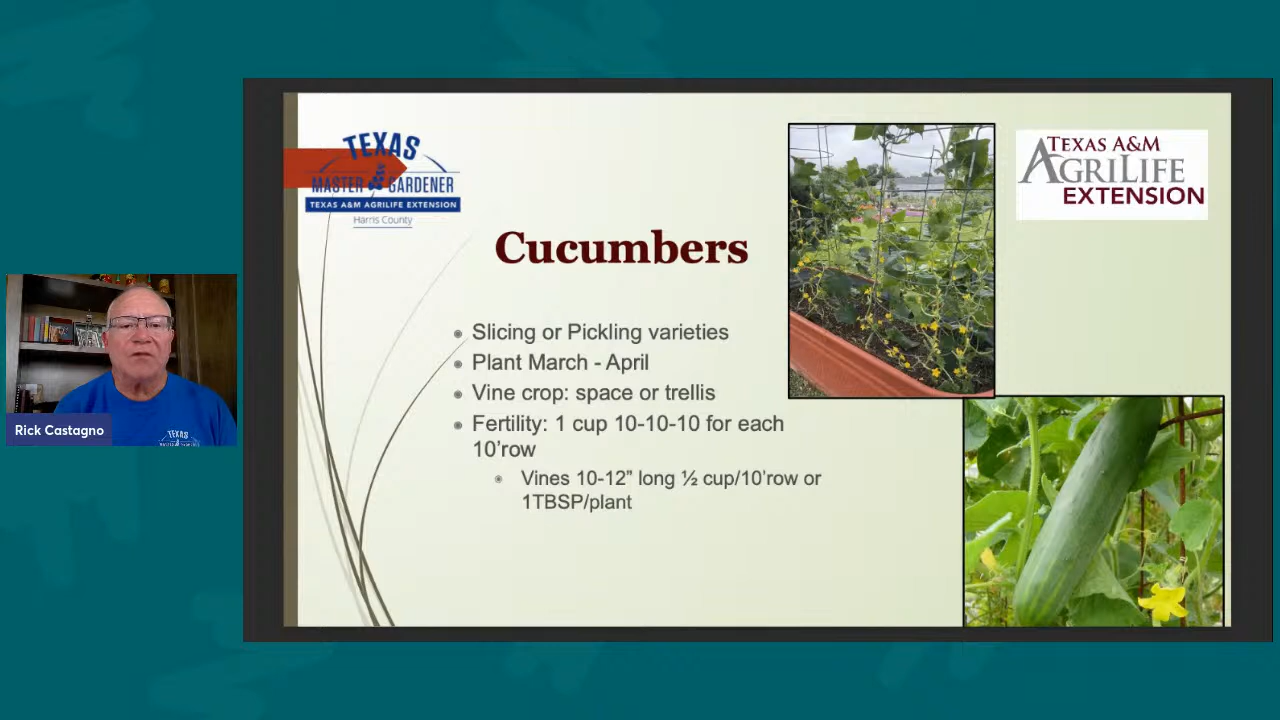 TEXAS
MASTER GARDENER
TEXAS A&M AGRILIFE EXTENSION
Harris County
TEXAS A&M
AGRILIFE
EXTENSION
Cucumbers
Slicing or Pickling varieties
Plant March - April
Vine crop: space or trellis
Fertility: 1 cup 10-10-10 for each
10’row
Vines 10-12” long ½ cup/10’row or
1TBSP/plant
Rick Castagno
TEXAS